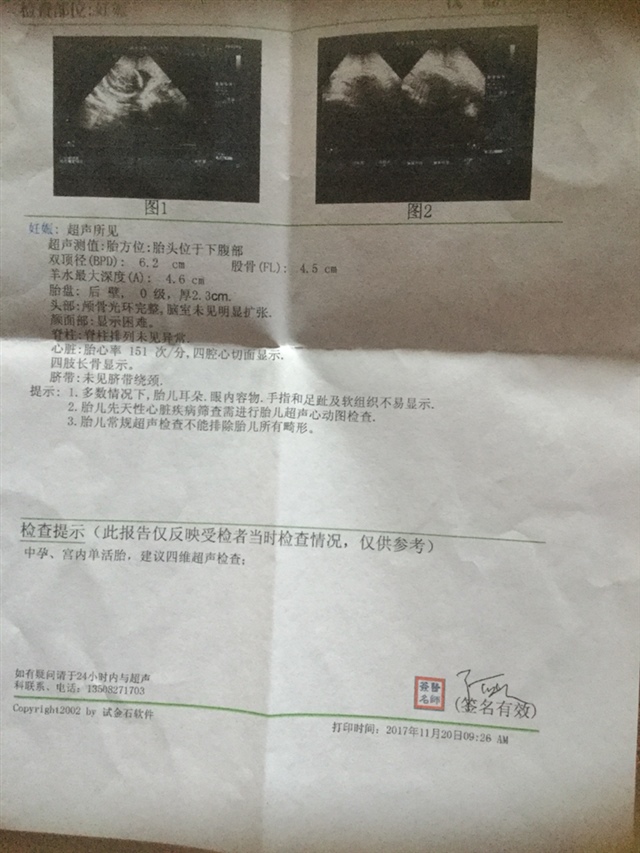 检查部位:妊娠
图1
图2
妊娠: 超声所见
超声测值:胎方位:胎头位于下腹部
双顶径(BPD): 6.2 cm 股骨(FL): 4.5 cm
羊水最大深度(A): 4.6 cm
胎盘: 后 壁, 0 级, 厚2.3cm.
头部:颅骨光环完整,脑室未见明显扩张.
颜面部:显示困难.
脊柱:脊柱排列未见异常.
心脏:胎心率 151 次/分,四腔心切面显示.
四肢长骨显示.
脐带:未见脐带绕颈.
提示: 1.多数情况下,胎儿耳朵.眼内容物.手指和足趾及软组织不易显示.
2.胎儿先天性心脏疾病筛查需进行胎儿超声心动图检查.
3.胎儿常规超声检查不能排除胎儿所有畸形。
检查提示（此报告仅反映受检者当时检查情况，仅供参考）
中孕、宫内单活胎，建议四维超声检查;
如有疑问请于24小时内与超声
科联系、电话: 13508271703
签名有效
(签名有效)
Copyright2002 by 试金石软件
打印时间: 2017年11月20日09:26 AM